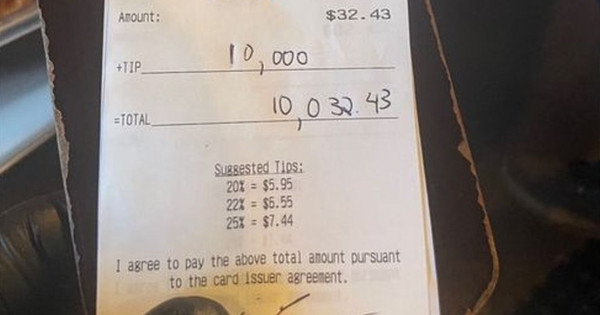 Amount: $32.43
+TIP 10,000
=TOTAL 10,032.43
Suggested Tips:
20% = $5.95
22% = $6.55
25% = $7.44
I agree to pay the above total amount pursuant
to the card issuer agreement.